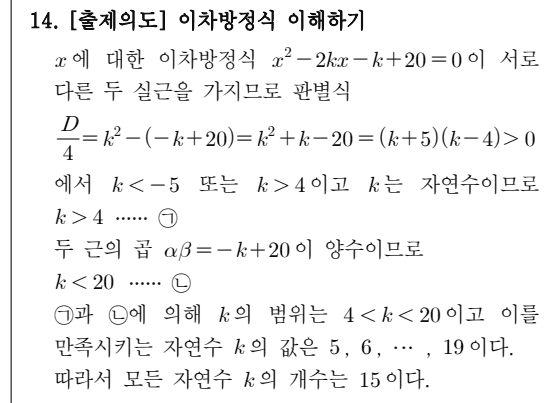 14. [출제의도] 이차방정식 이해하기
x에 대한 이차방정식 x²−2kx−k+20=0이 서로
다른 두 실근을 가지므로 판별식
D/4=k²−(−k+20)=k²+k−20=(k+5)(k−4)>0
에서 k<−5 또는 k>4이고 k는 자연수이므로
k>4 ⋯⋯ ㉠
두 근의 곱 αβ=−k+20이 양수이므로
k<20 ⋯⋯ ㉡
㉠과 ㉡에 의해 k의 범위는 4<k<20이고 이를
만족시키는 자연수 k의 값은 5, 6, ⋯, 19이다.
따라서 모든 자연수 k의 개수는 15이다.